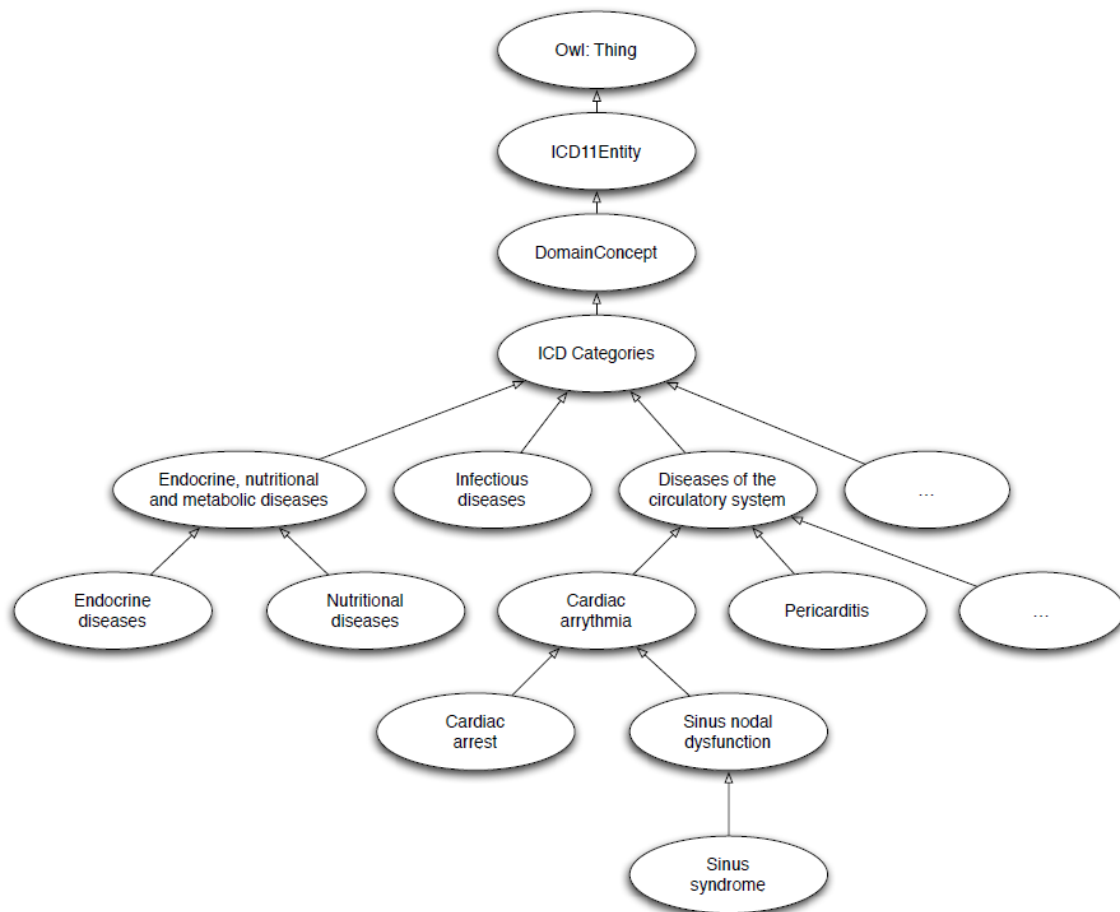 Owl: Thing
ICD11Entity
DomainConcept
ICD Categories
Endocrine, nutritional
and metabolic diseases
Infectious
diseases
Diseases of the
circulatory system
...
Endocrine
diseases
Nutritional
diseases
Cardiac
arrythmia
Pericarditis
...
Cardiac
arrest
Sinus nodal
dysfunction
Sinus
syndrome